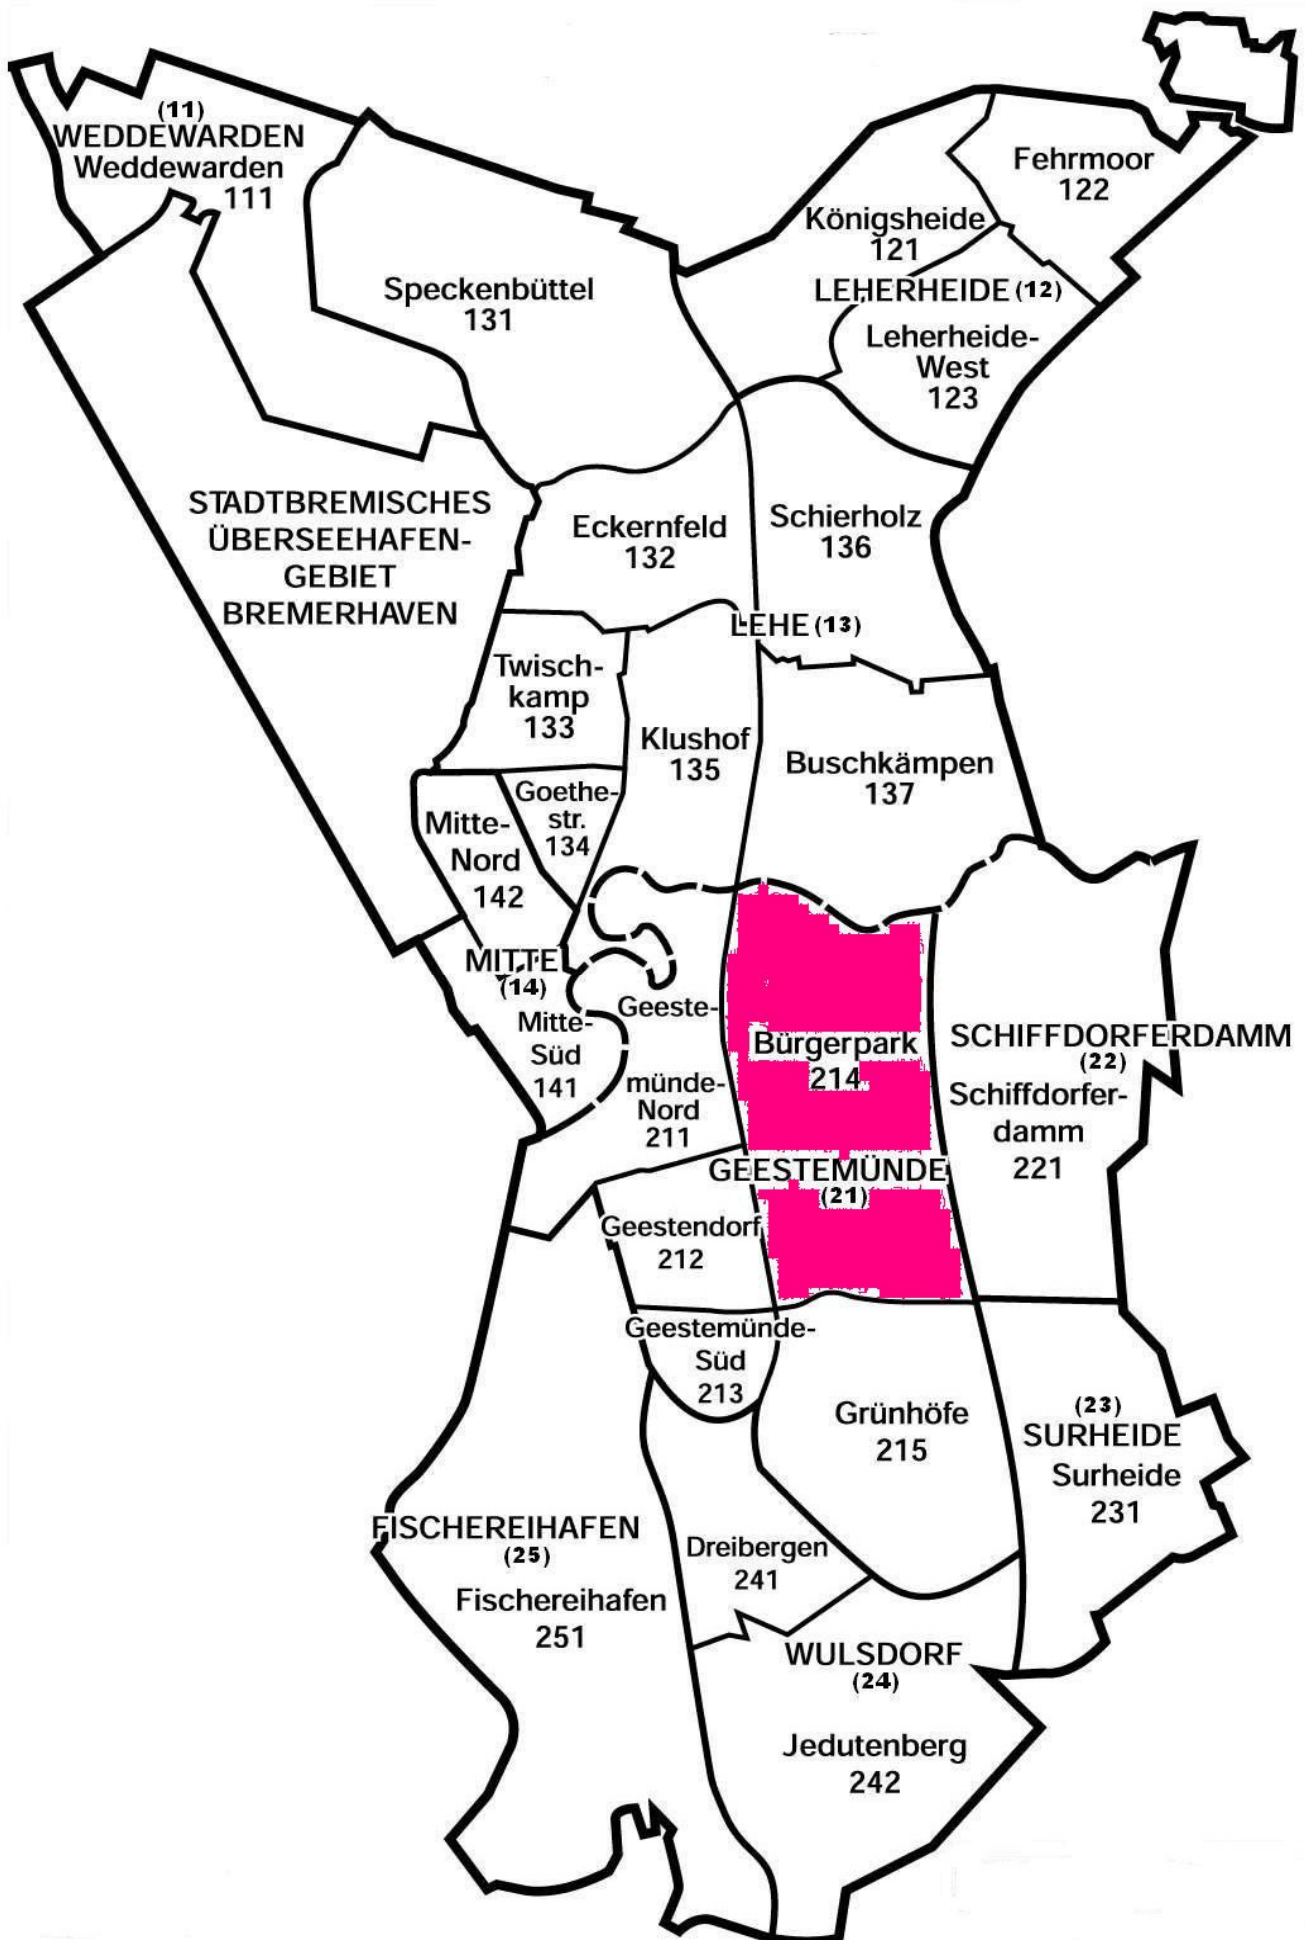 (11)
WEDDEWARDEN
Weddewarden
111
Fehrmoor
122
Königsheide
121
LEHERHEIDE (12)
Leherheide-
West
123
Speckenbüttel
131
STADTBREMISCHES
ÜBERSEEHAFEN-
GEBIET
BREMERHAVEN
Eckernfeld
132
Schierholz
136
LEHE (13)
Twisch-
kamp
133
Klushof
135
Buschkämpen
137
Goethe-
str.
134
Mitte-
Nord
142
MITTE
(14)
Mitte-
Süd
141
Geeste-
münde-
Nord
211
Bürgerpark
214
SCHIFFDORFERDAMM
(22)
Schiffdorfer-
damm
221
GEESTEMÜNDE
(21)
Geestendorf
212
Geestemünde-
Süd
213
Grünhöfe
215
(23)
SURHEIDE
Surheide
231
FISCHEREIHAFEN
(25)
Fischereihafen
251
Dreibergen
241
WULSDORF
(24)
Jedutenberg
242